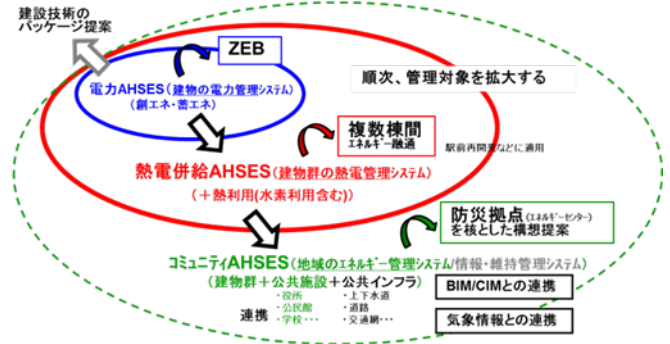 建設技術の
パッケージ提案
ZEB
順次、管理対象を拡大する
電力AHSES(建物の電力管理システム)
(創エネ・蓄エネ)
複数棟間
エネルギー融通
駅前再開発などに適用
熱電併給AHSES(建物群の熱電管理システム)
(+熱利用(水素利用含む))
防災拠点(エネルギーセンター)
を核とした構想提案
コミュニティAHSES(地域のエネルギー管理システム/情報・維持管理システム)
(建物群+公共施設+公共インフラ)
連携
・役所
・公民館
・学校・・・
・上下水道
・道路
・交通網・・・
BIM/CIMとの連携
気象情報との連携